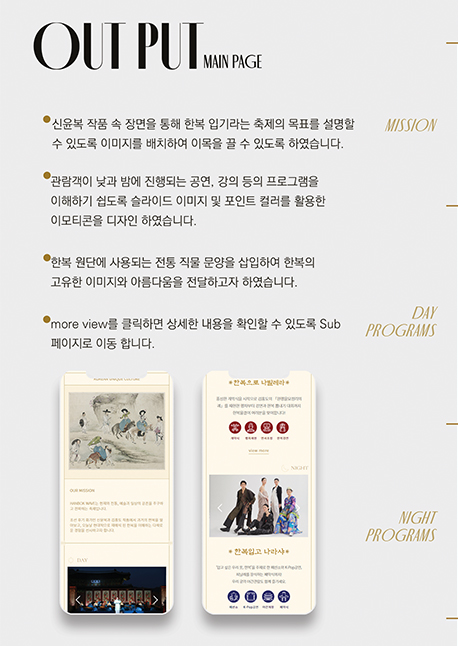 OUT PUT MAIN PAGE
신윤복 작품 속 장면을 통해 한복 입기라는 축제의 목표를 설명할
수 있도록 이미지를 배치하여 이목을 끌 수 있도록 하였습니다.
MISSION
관람객이 낮과 밤에 진행되는 공연, 강의 등의 프로그램을
이해하기 쉽도록 슬라이드 이미지 및 포인트 컬러를 활용한
이모티콘을 디자인 하였습니다.
한복 원단에 사용되는 전통 직물 문양을 삽입하여 한복의
고유한 이미지와 아름다움을 전달하고자 하였습니다.
DAY
PROGRAMS
more view를 클릭하면 상세한 내용을 확인할 수 있도록 Sub
페이지로 이동 합니다.
OUR MISSION
DAY
한복으로 나빌레라
NIGHT
한복입고 나라샤
NIGHT
PROGRAMS